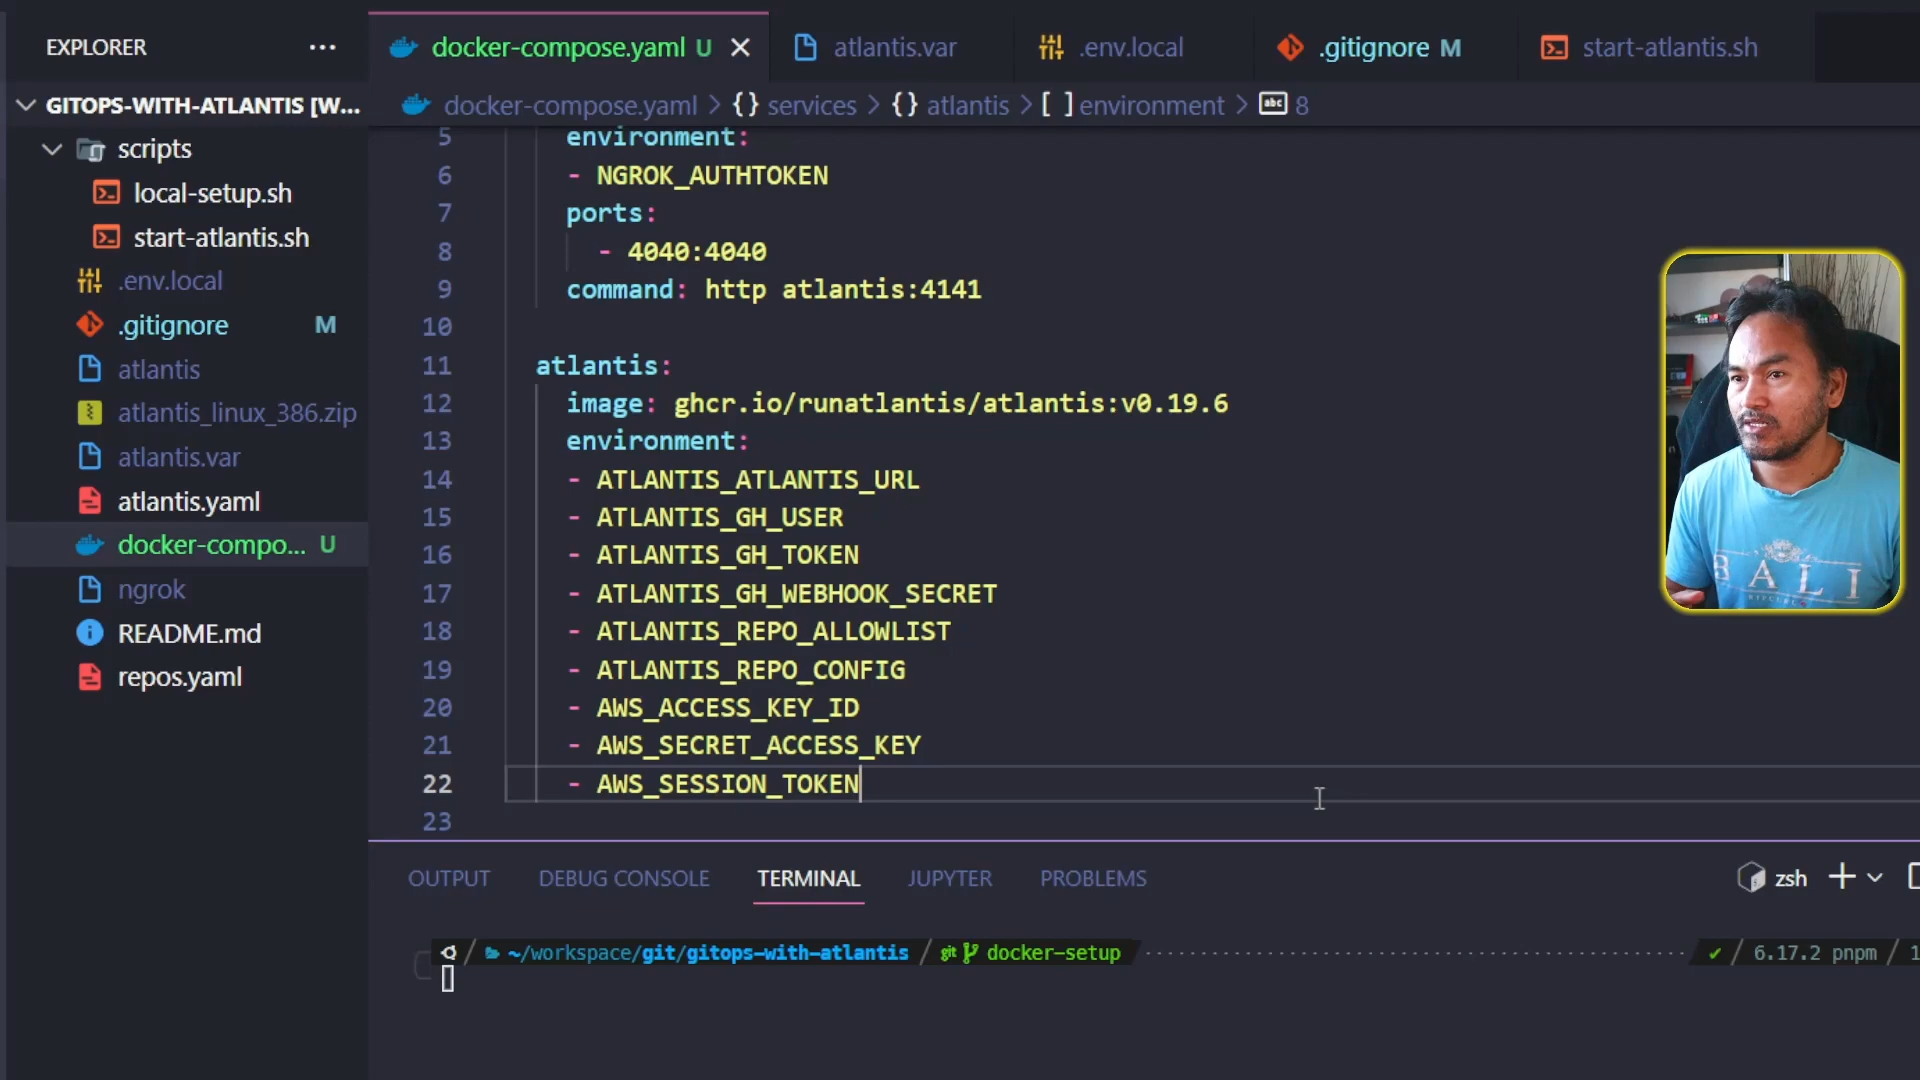 EXPLORER
docker-compose.yaml U
atlantis.var
.env.local
.gitignore M
start-atlantis.sh
GITOPS-WITH-ATLANTIS [W...
docker-compose.yaml > {} services > {} atlantis > [ ] environment > abc 8
scripts
local-setup.sh
start-atlantis.sh
.env.local
.gitignore M
atlantis
atlantis_linux_386.zip
atlantis.var
atlantis.yaml
docker-compo... U
ngrok
README.md
repos.yaml
5 environment:
6 - NGROK_AUTHTOKEN
7 ports:
8 - 4040:4040
9 command: http atlantis:4141
10
11 atlantis:
12 image: ghcr.io/runatlantis/atlantis:v0.19.6
13 environment:
14 - ATLANTIS_ATLANTIS_URL
15 - ATLANTIS_GH_USER
16 - ATLANTIS_GH_TOKEN
17 - ATLANTIS_GH_WEBHOOK_SECRET
18 - ATLANTIS_REPO_ALLOWLIST
19 - ATLANTIS_REPO_CONFIG
20 - AWS_ACCESS_KEY_ID
21 - AWS_SECRET_ACCESS_KEY
22 - AWS_SESSION_TOKEN
23
BALI
OUTPUT DEBUG CONSOLE TERMINAL JUPYTER PROBLEMS
zsh
~/workspace/git/gitops-with-atlantis / git docker-setup ✔ / 6.17.2 pnpm / 1